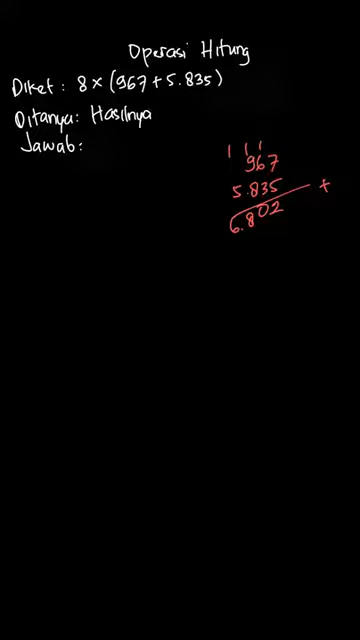 Operasi Hitung
Diket : 8 × (967 + 5.835)
Ditanya : Hasilnya
Jawab :
1 1 1
967
5.835 +
6.802